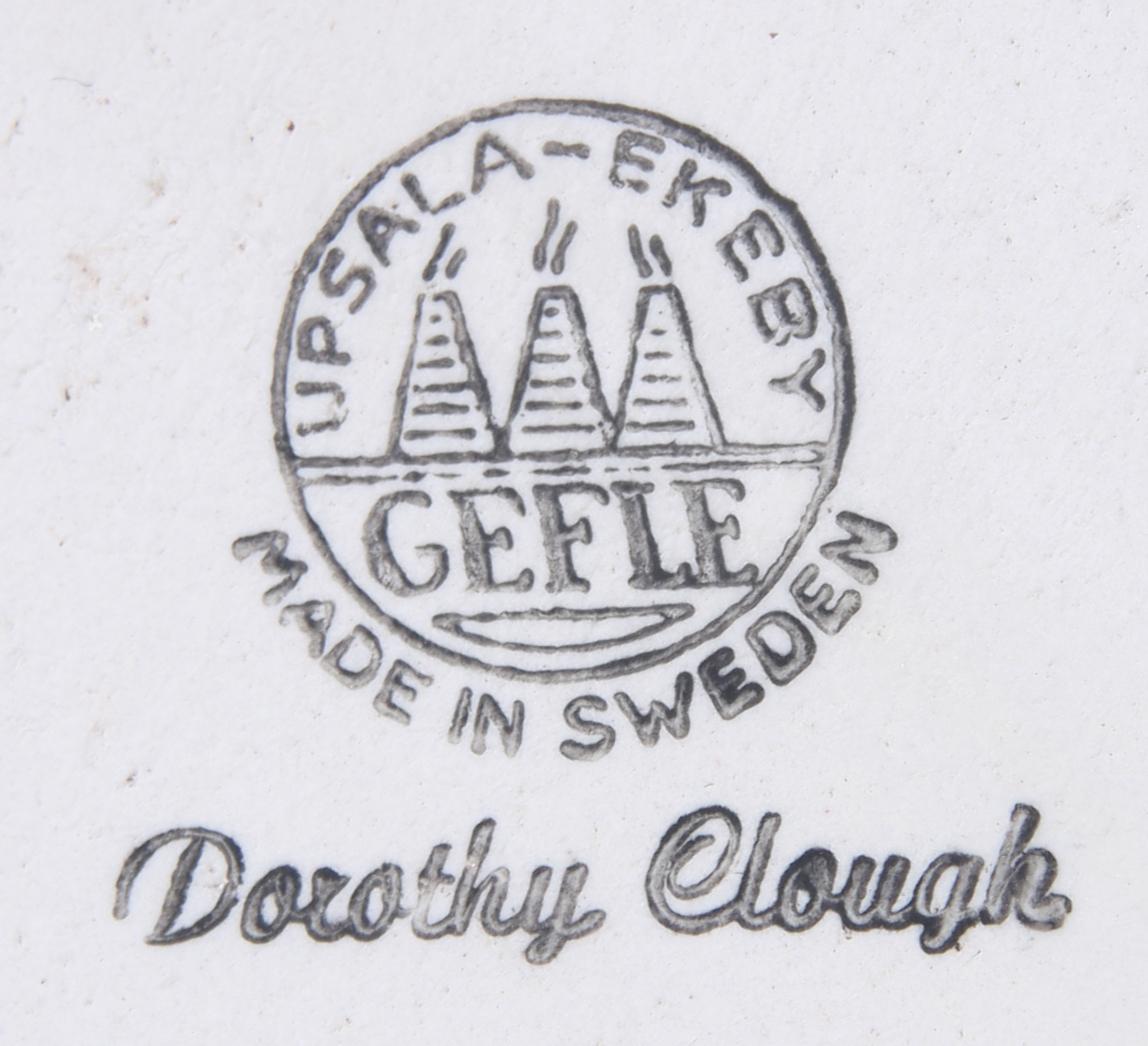 UPSALA-EKEBY
GEFLE
MADE IN SWEDEN
Dorothy Clough